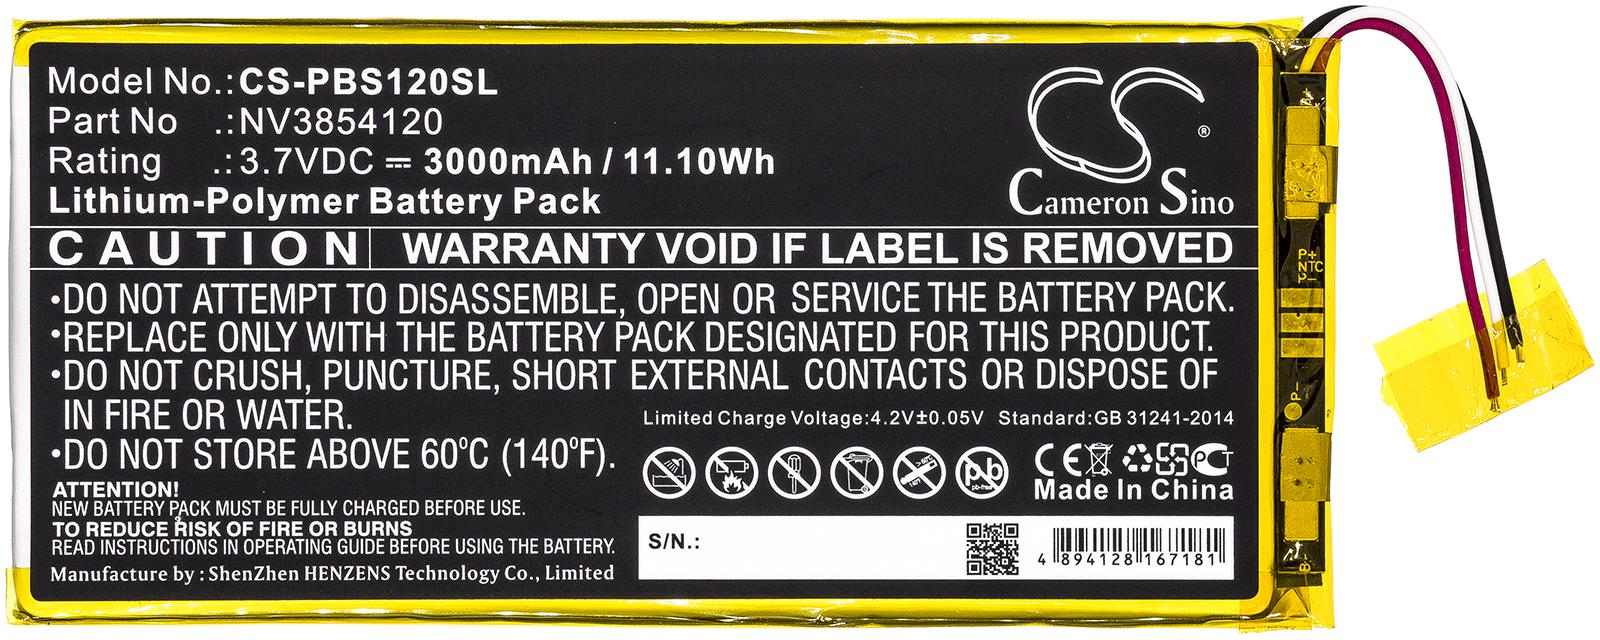 Model No.:CS-PBS120SL
Part No .:NV3854120
Rating .:3.7VDC ⎓ 3000mAh / 11.10Wh
Lithium-Polymer Battery Pack
CS®
Cameron Sino
CAUTION WARRANTY VOID IF LABEL IS REMOVED
•DO NOT ATTEMPT TO DISASSEMBLE, OPEN OR SERVICE THE BATTERY PACK.
•REPLACE ONLY WITH THE BATTERY PACK DESIGNATED FOR THIS PRODUCT.
•DO NOT CRUSH, PUNCTURE, SHORT EXTERNAL CONTACTS OR DISPOSE OF
IN FIRE OR WATER.
•DO NOT STORE ABOVE 60°C (140°F).
Limited Charge Voltage:4.2V±0.05V Standard:GB 31241-2014
pb
pb-free
CE
PCT
Made In China
ATTENTION!
NEW BATTERY PACK MUST BE FULLY CHARGED BEFORE USE.
TO REDUCE RISK OF FIRE OR BURNS
READ INSTRUCTIONS IN OPERATING GUIDE BEFORE USING THE BATTERY.
Manufacture by : ShenZhen HENZENS Technology Co., Limited
S/N.:
4 894128 167181
P+
NTC
P-
P-
B-